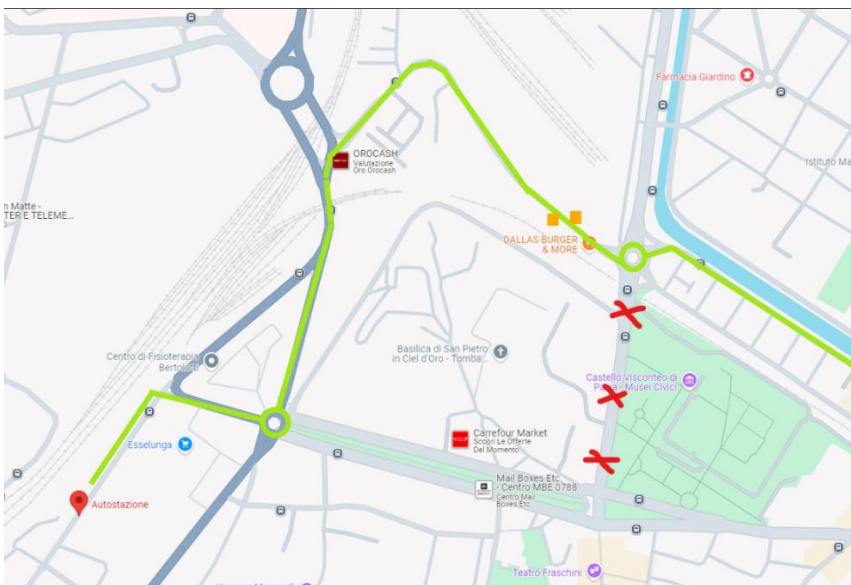 Farmacia Giardino
OROCASH
Valutazione
Oro Orocash
Istituto Ma
n Matte -
TER E TELEME...
DALLAS BURGER
& MORE
Centro di Fisioterapia
Bertolotti
Basilica di San Pietro
in Ciel d'Oro - Tomba...
Castello Visconteo di
Pavia - Musei Civici
Esselunga
Carrefour Market
Scopri Le Offerte
Del Momento
Mail Boxes Etc
- Centro MBE 0788
Centro Mail
Boxes Etc
Autostazione
Teatro Fraschini